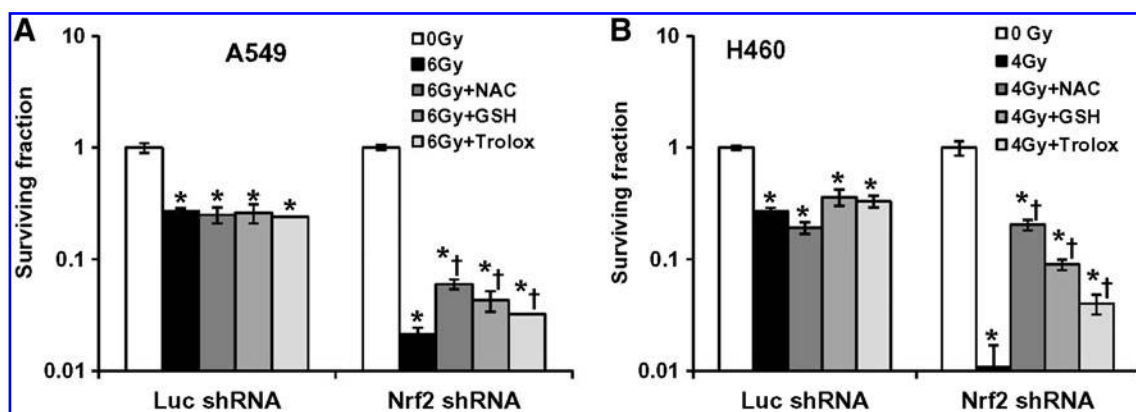 A
A549
Surviving fraction
10
1
0.1
0.01
0Gy
6Gy
6Gy+NAC
6Gy+GSH
6Gy+Trolox
* * * *
* *† *† *†
Luc shRNA
Nrf2 shRNA
B
H460
Surviving fraction
10
1
0.1
0.01
0 Gy
4Gy
4Gy+NAC
4Gy+GSH
4Gy+Trolox
* * * *
* *† *† *†
Luc shRNA
Nrf2 shRNA